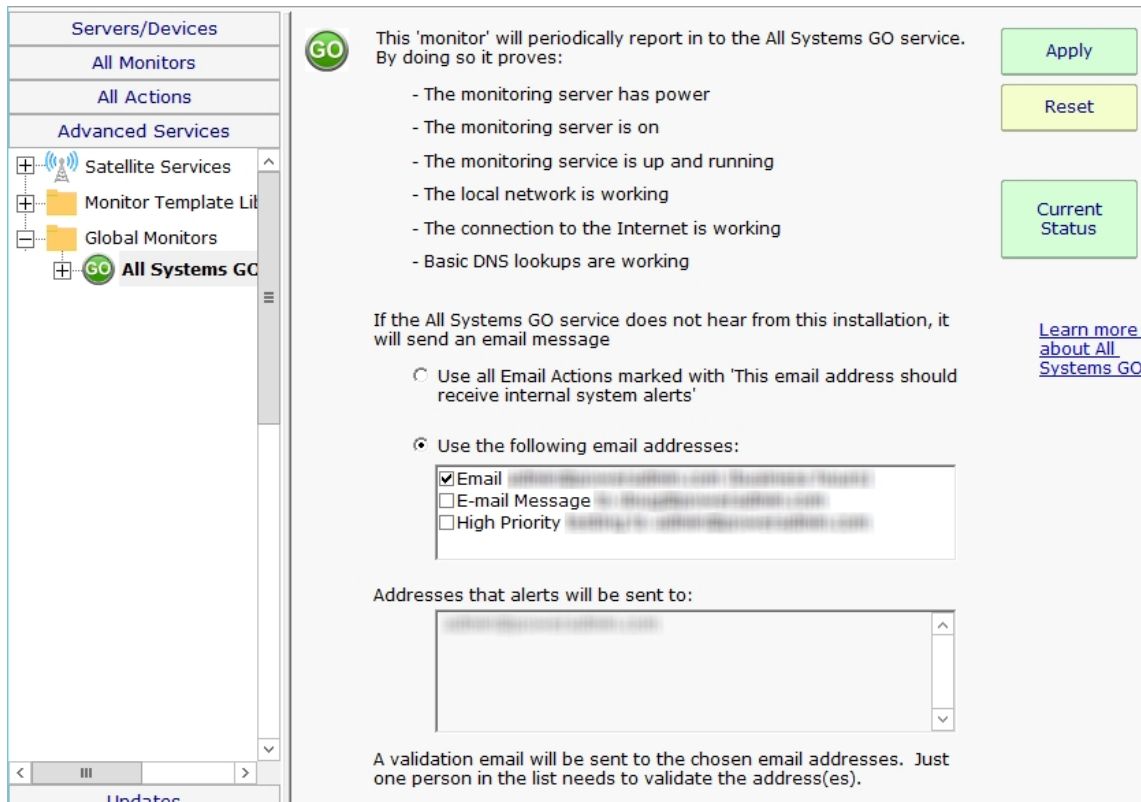 Servers/Devices
All Monitors
All Actions
Advanced Services
Satellite Services
Monitor Template Lib
Global Monitors
GO All Systems GO
Updates
GO
This 'monitor' will periodically report in to the All Systems GO service.
By doing so it proves:
- The monitoring server has power
- The monitoring server is on
- The monitoring service is up and running
- The local network is working
- The connection to the Internet is working
- Basic DNS lookups are working
If the All Systems GO service does not hear from this installation, it
will send an email message
Use all Email Actions marked with 'This email address should
receive internal system alerts'
Use the following email addresses:
Email
E-mail Message
High Priority
Addresses that alerts will be sent to:
A validation email will be sent to the chosen email addresses. Just
one person in the list needs to validate the address(es).
Apply
Reset
Current
Status
Learn more
about All
Systems GO